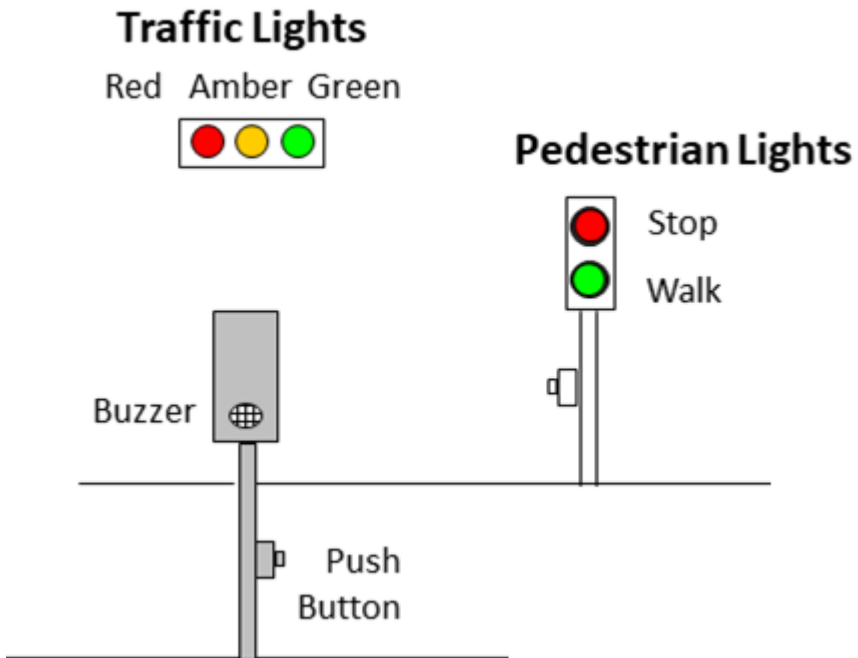 Traffic Lights
Red Amber Green
Pedestrian Lights
Stop
Walk
Buzzer
Push
Button